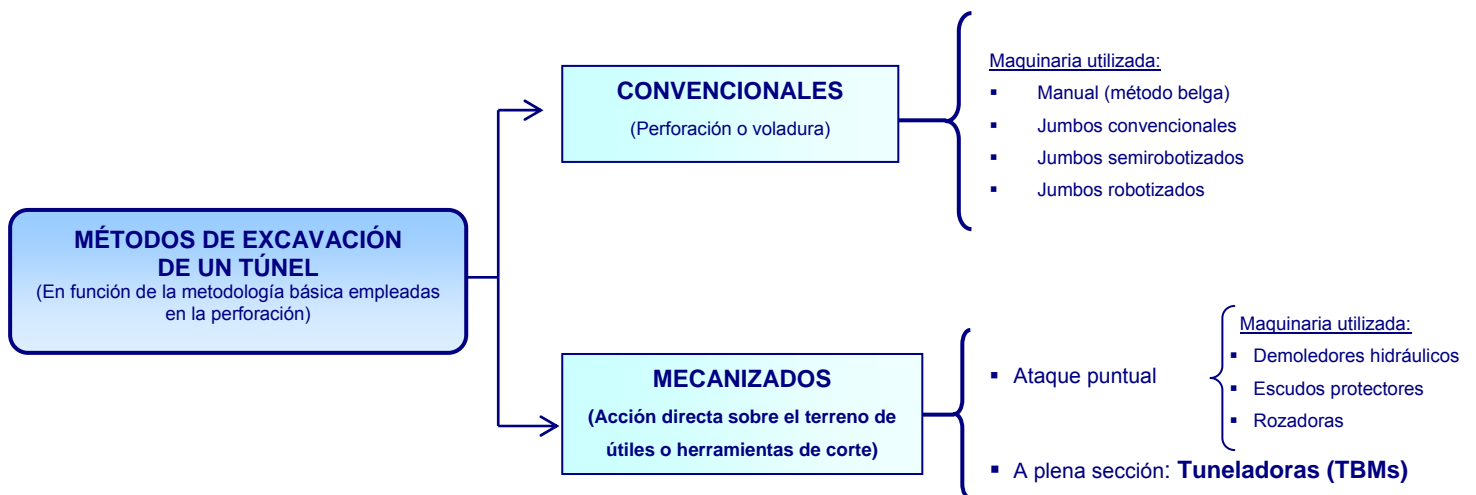 MÉTODOS DE EXCAVACIÓN
DE UN TÚNEL
(En función de la metodología básica empleadas
en la perforación)
CONVENCIONALES
(Perforación o voladura)
Maquinaria utilizada:
▪ Manual (método belga)
▪ Jumbos convencionales
▪ Jumbos semirobotizados
▪ Jumbos robotizados
MECANIZADOS
(Acción directa sobre el terreno de
útiles o herramientas de corte)
▪ Ataque puntual
Maquinaria utilizada:
▪ Demoledores hidráulicos
▪ Escudos protectores
▪ Rozadoras
▪ A plena sección: Tuneladoras (TBMs)